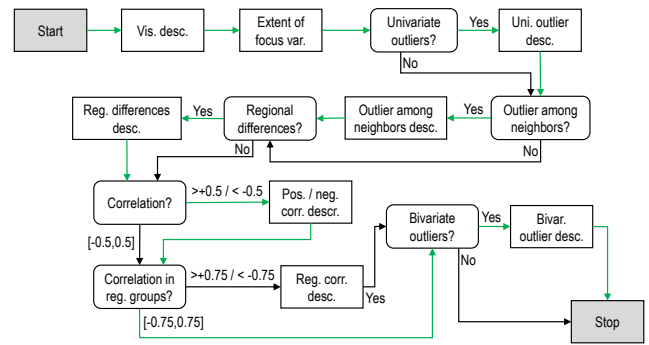 Start
Vis. desc.
Extent of
focus var.
Univariate
outliers?
Yes
Uni. outlier
desc.
No
Reg. differences
desc.
Yes
Regional
differences?
Outlier among
neighbors desc.
Yes
Outlier among
neighbors?
No
No
Correlation?
>+0.5 / < -0.5
Pos. / neg.
corr. descr.
Bivariate
outliers?
Yes
Bivar.
outlier desc.
[-0.5,0.5]
No
Correlation in
reg. groups?
>+0.75 / < -0.75
Reg. corr.
desc.
Yes
[-0.75,0.75]
Stop